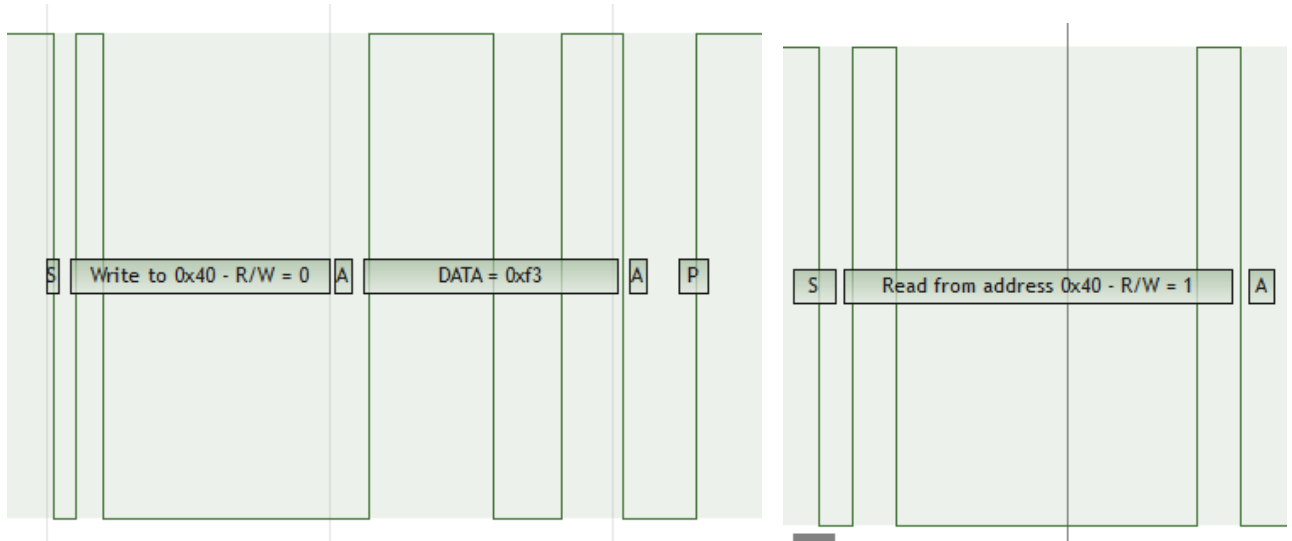 S Write to 0x40 - R/W = 0 A DATA = 0xf3 A P
S Read from address 0x40 - R/W = 1 A